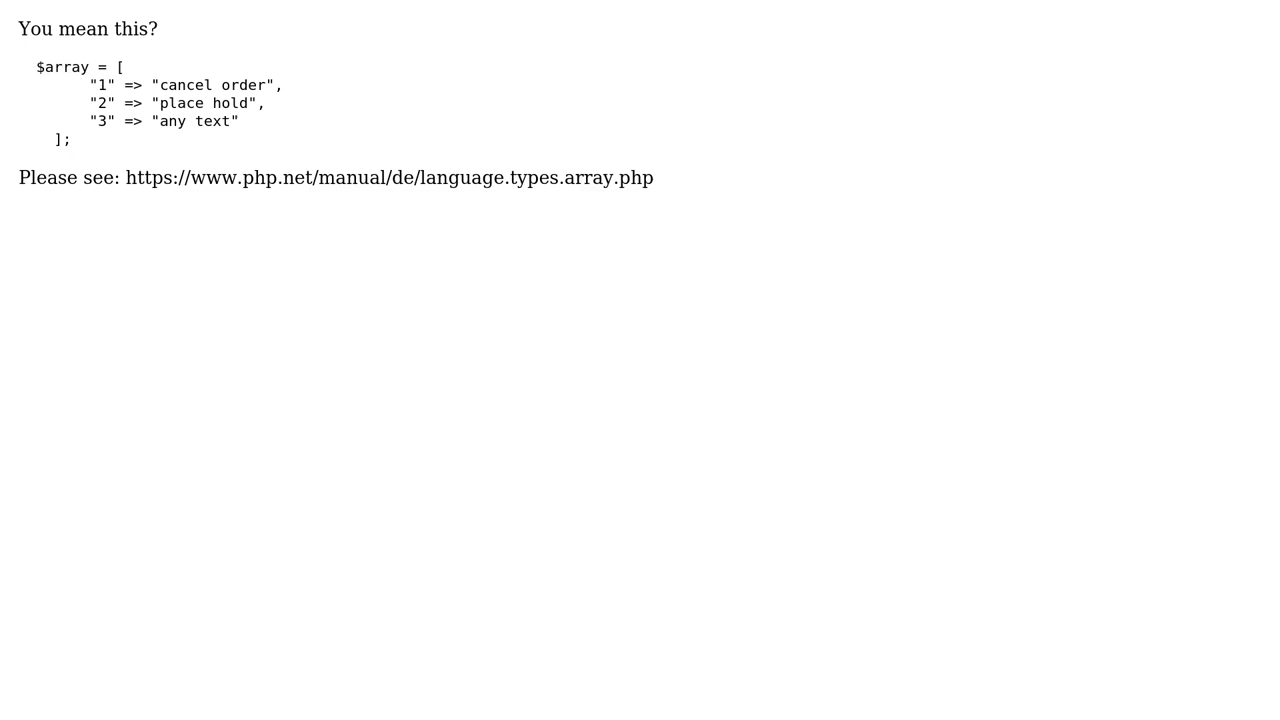 You mean this?
$array = [
"1" => "cancel order",
"2" => "place hold",
"3" => "any text"
];
Please see: https://www.php.net/manual/de/language.types.array.php